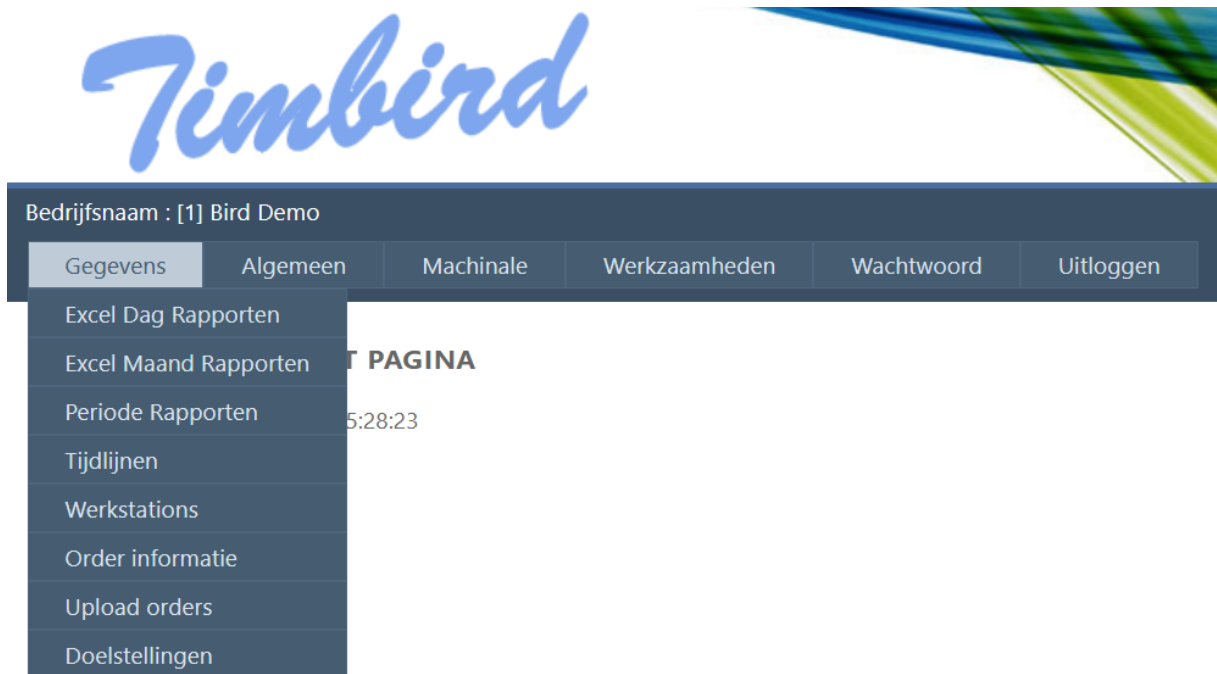 Timbird
Bedrijfsnaam : [1] Bird Demo
Gegevens Algemeen Machinale Werkzaamheden Wachtwoord Uitloggen
Excel Dag Rapporten
Excel Maand Rapporten
T PAGINA
Periode Rapporten
5:28:23
Tijdlijnen
Werkstations
Order informatie
Upload orders
Doelstellingen